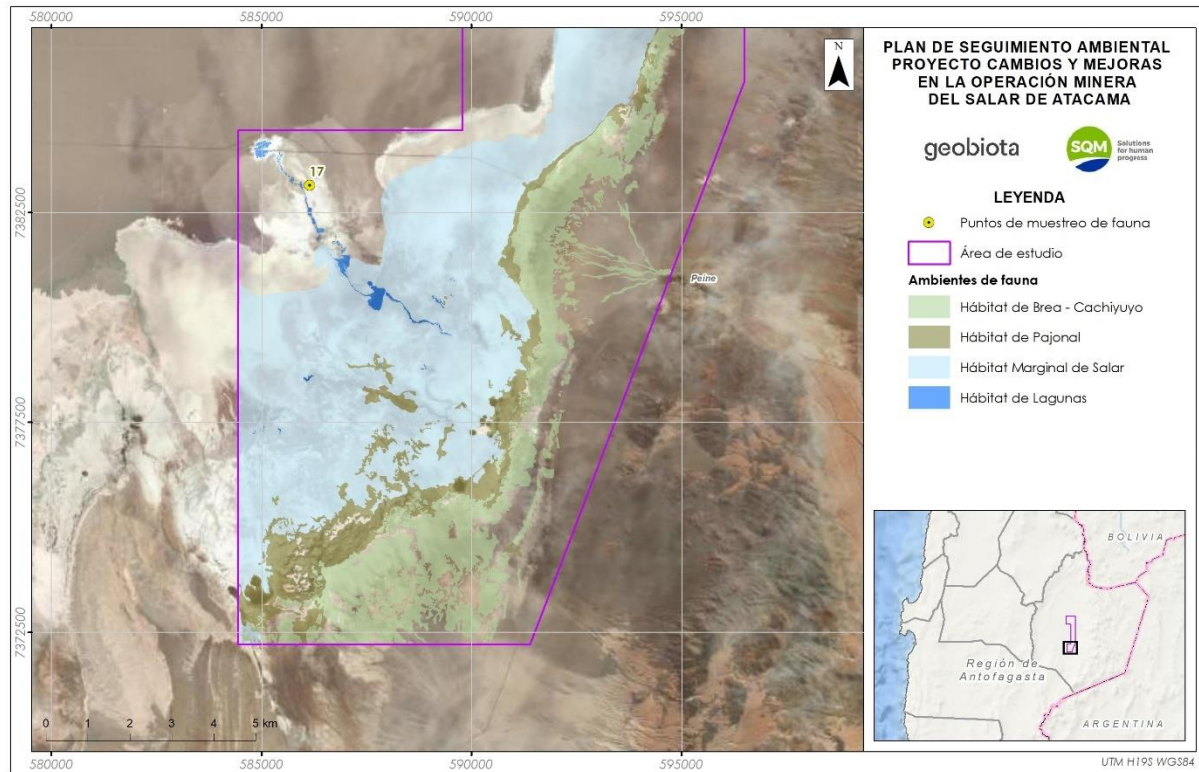 580000
585000
590000
595000
N
17
7382500
Peine
7377500
7372500
0 1 2 3 4 5 km
580000
585000
590000
595000
PLAN DE SEGUIMIENTO AMBIENTAL
PROYECTO CAMBIOS Y MEJORAS
EN LA OPERACIÓN MINERA
DEL SALAR DE ATACAMA
geobiota
SQM
Solutions
for human
progress
LEYENDA
Puntos de muestreo de fauna
Área de estudio
Ambientes de fauna
Hábitat de Brea - Cachiyuyo
Hábitat de Pajonal
Hábitat Marginal de Salar
Hábitat de Lagunas
BOLIVIA
Región de
Antofagasta
ARGENTINA
UTM H19S WGS84